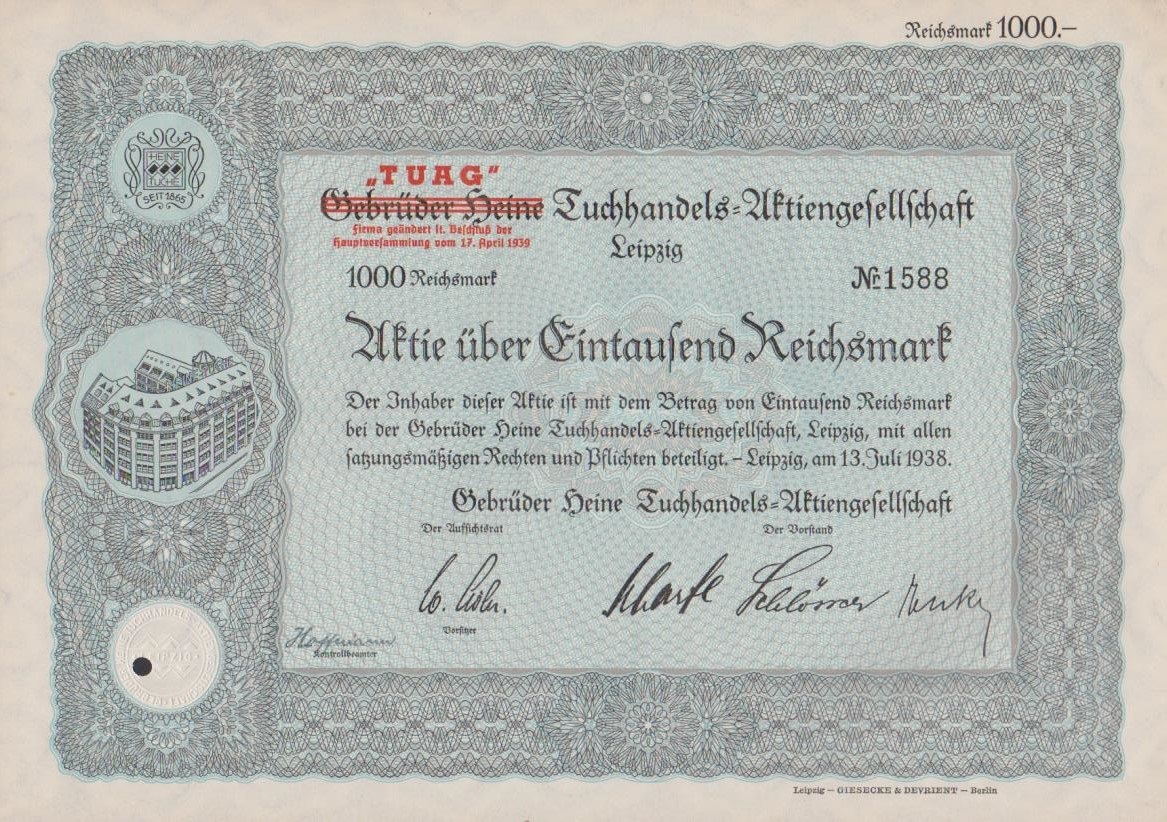 Reichsmark 1000.–
HEINE
TUCHE
SEIT 1865
„TUAG“
Gebrüder Heine Tuchhandels=Aktiengesellschaft
Firma geändert lt. Beschluß der
Hauptversammlung vom 17. April 1939
Leipzig
1000 Reichsmark
Nr. 1588
Aktie über Eintausend Reichsmark
Der Inhaber dieser Aktie ist mit dem Betrag von Eintausend Reichsmark
bei der Gebrüder Heine Tuchhandels=Aktiengesellschaft, Leipzig, mit allen
satzungsmäßigen Rechten und Pflichten beteiligt. – Leipzig, am 13. Juli 1938.
Gebrüder Heine Tuchhandels=Aktiengesellschaft
Der Aufsichtsrat
Der Vorstand
Schlösser
Vorsitzer
Hoffmann
Kontrollbeamter
Leipzig – GIESECKE & DEVRIENT – Berlin